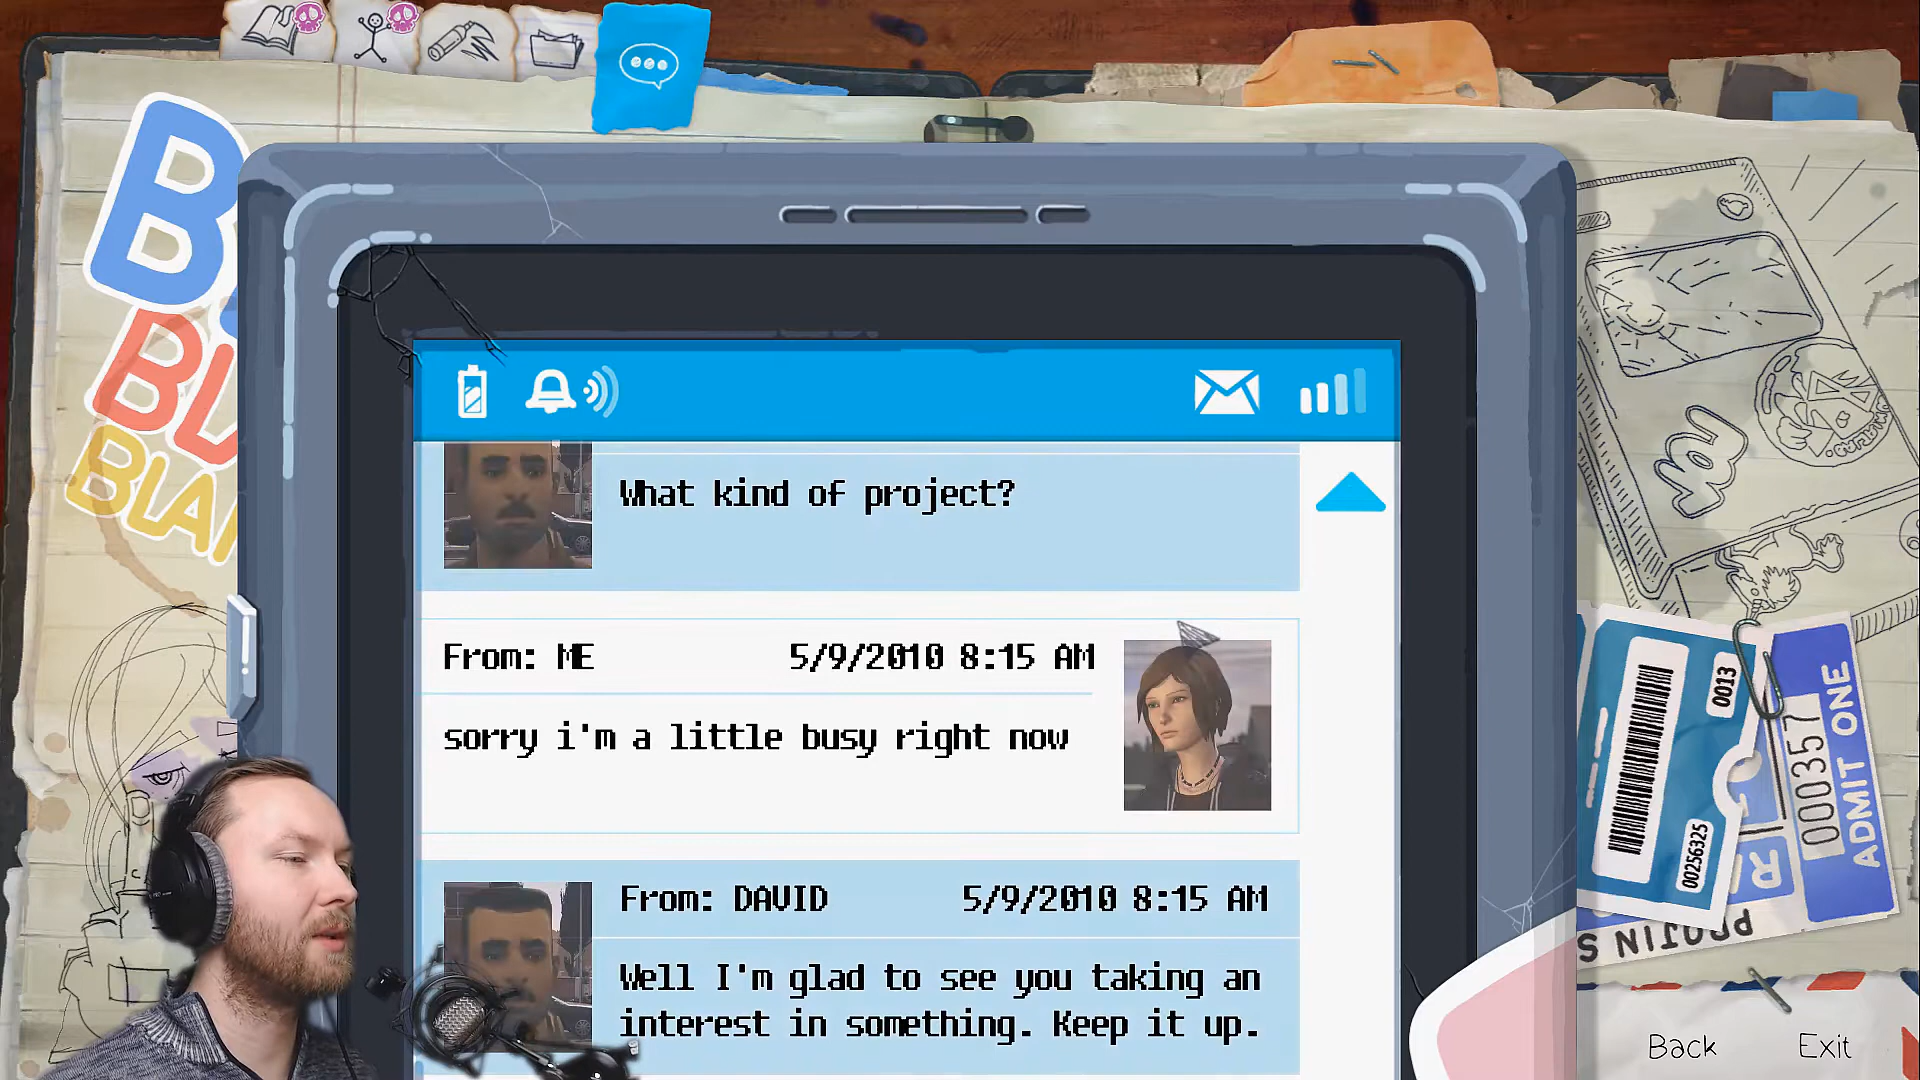 What kind of project?
From: ME 5/9/2010 8:15 AM
sorry i'm a little busy right now
From: DAVID 5/9/2010 8:15 AM
Well I'm glad to see you taking an
interest in something. Keep it up.
0013
00256325
000357
ADMIT ONE
Back Exit